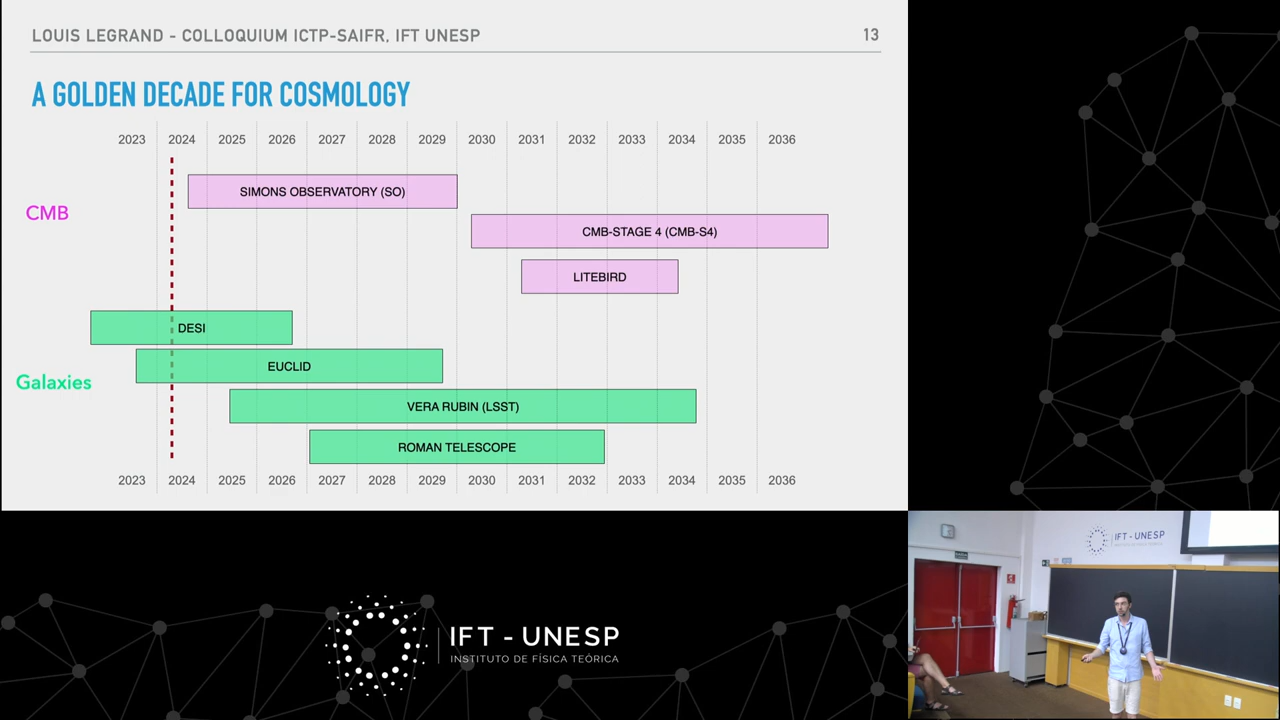 LOUIS LEGRAND - COLLOQUIUM ICTP-SAIFR, IFT UNESP
13
A GOLDEN DECADE FOR COSMOLOGY
2023 2024 2025 2026 2027 2028 2029 2030 2031 2032 2033 2034 2035 2036
SIMONS OBSERVATORY (SO)
CMB
CMB-STAGE 4 (CMB-S4)
LITEBIRD
DESI
EUCLID
Galaxies
VERA RUBIN (LSST)
ROMAN TELESCOPE
2023 2024 2025 2026 2027 2028 2029 2030 2031 2032 2033 2034 2035 2036
IFT - UNESP
INSTITUTO DE FÍSICA TEÓRICA
IFT - UNESP